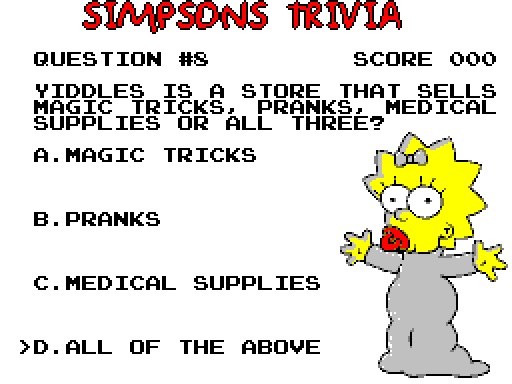 SIMPSONS TRIVIA
QUESTION #8 SCORE 000
YIDDLES IS A STORE THAT SELLS
MAGIC TRICKS, PRANKS, MEDICAL
SUPPLIES OR ALL THREE?
A.MAGIC TRICKS
B.PRANKS
C.MEDICAL SUPPLIES
>D.ALL OF THE ABOVE